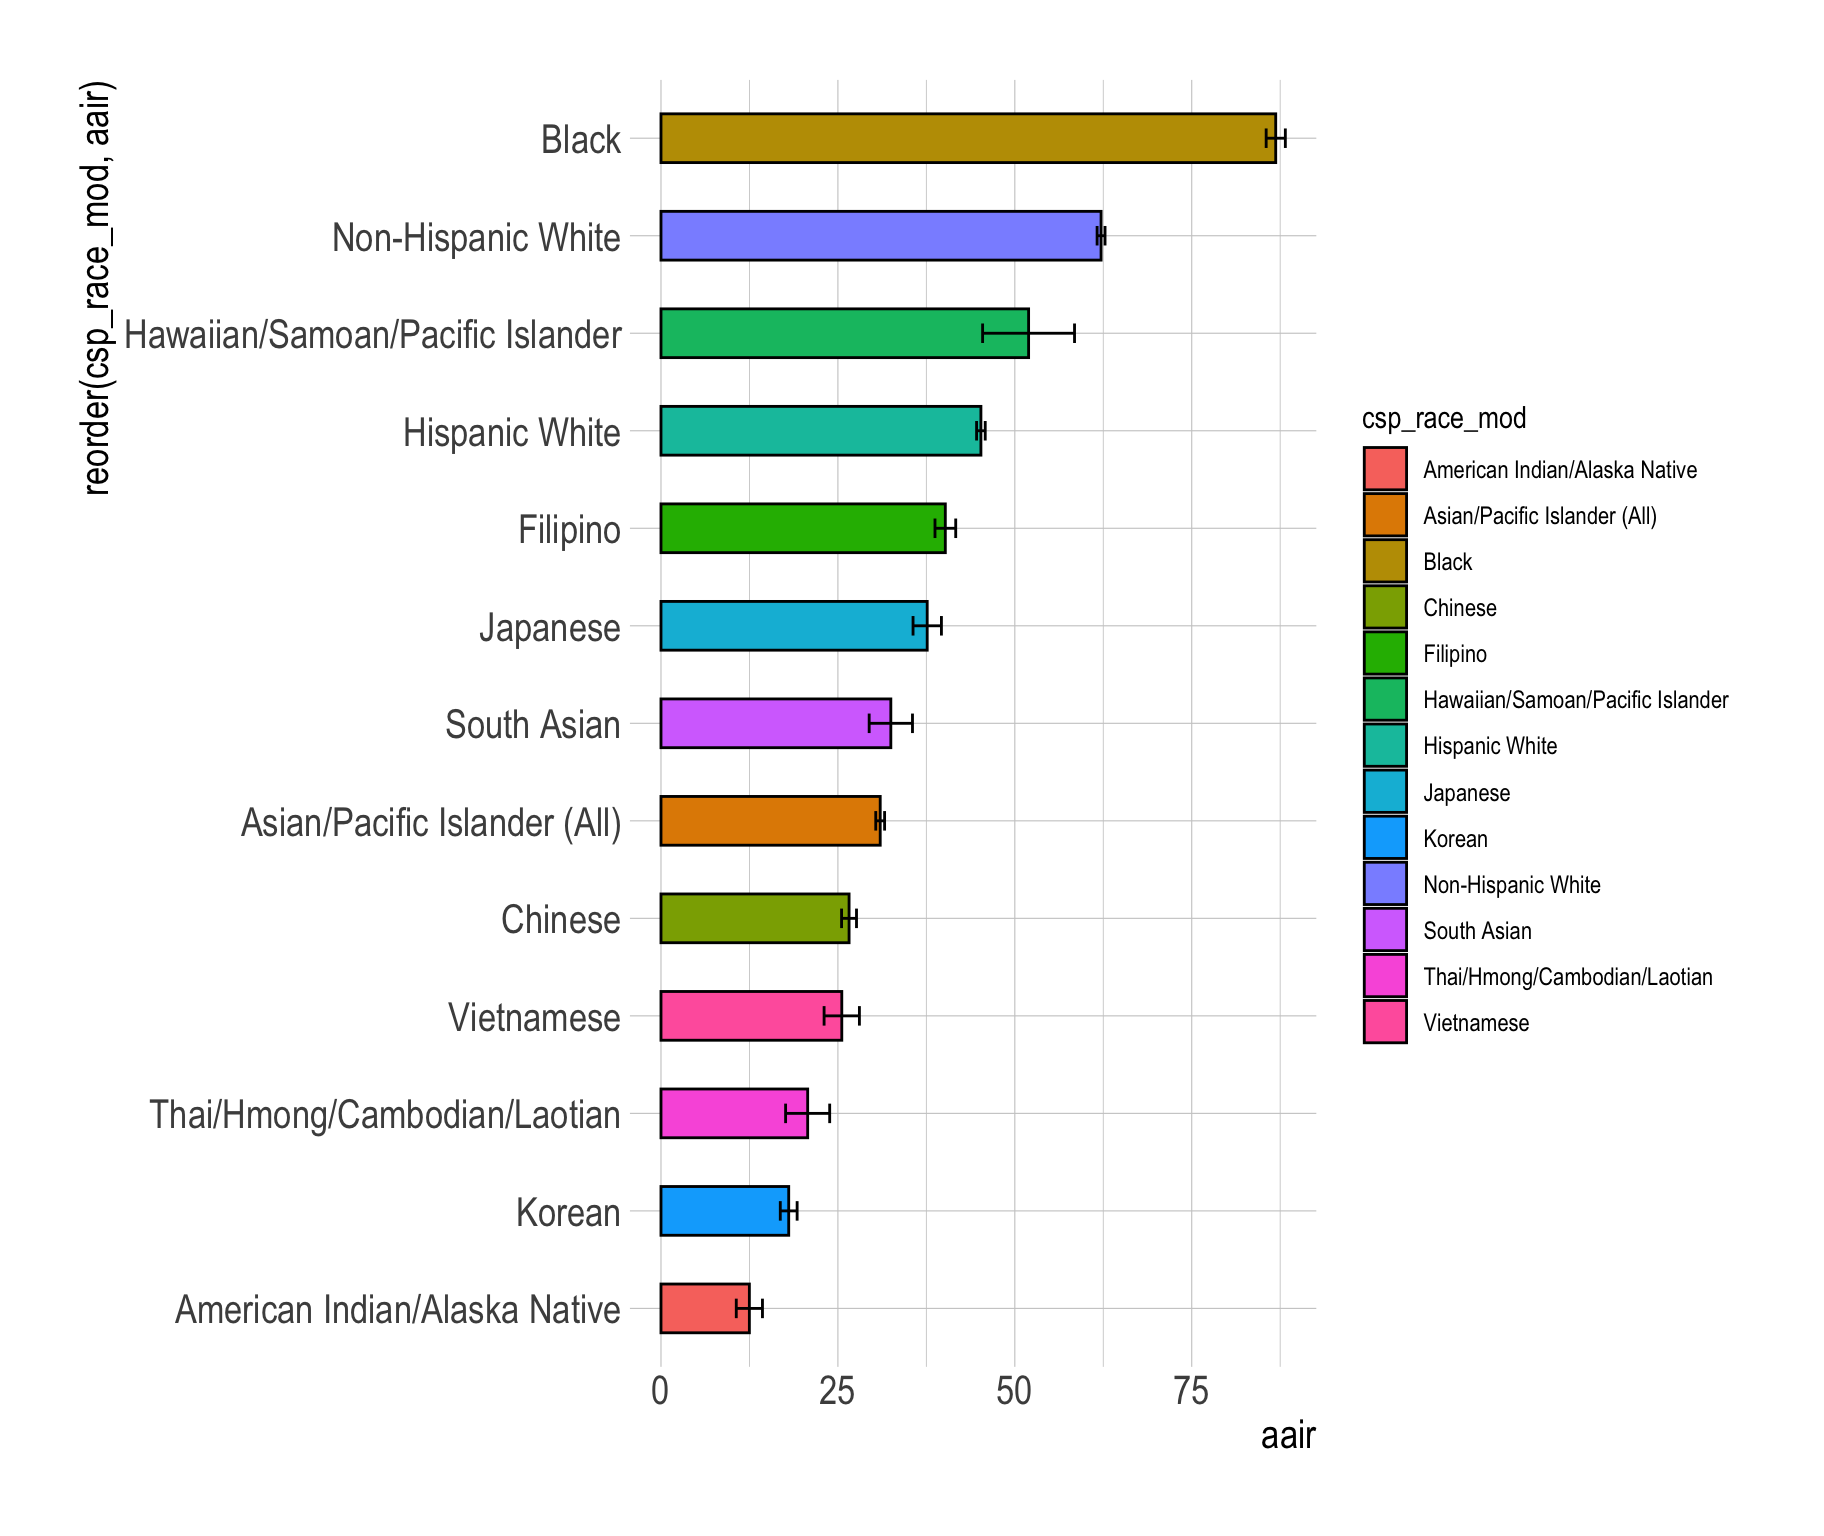 reorder(csp_race_mod, aair)
Black
Non-Hispanic White
Hawaiian/Samoan/Pacific Islander
Hispanic White
Filipino
Japanese
South Asian
Asian/Pacific Islander (All)
Chinese
Vietnamese
Thai/Hmong/Cambodian/Laotian
Korean
American Indian/Alaska Native
0 25 50 75
aair
csp_race_mod
American Indian/Alaska Native
Asian/Pacific Islander (All)
Black
Chinese
Filipino
Hawaiian/Samoan/Pacific Islander
Hispanic White
Japanese
Korean
Non-Hispanic White
South Asian
Thai/Hmong/Cambodian/Laotian
Vietnamese